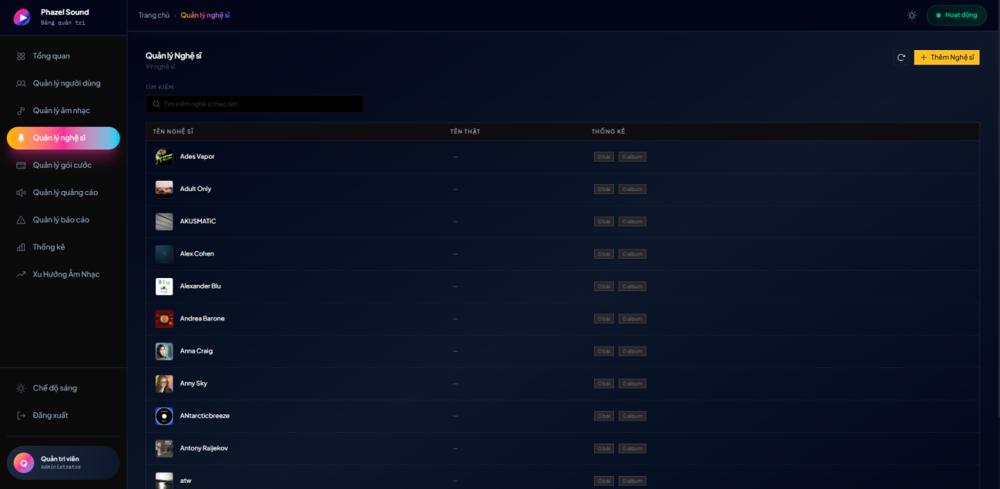 Phazel Sound
Bảng quản trị
Trang chủ › Quản lý nghệ sĩ
Hoạt động
Tổng quan
Quản lý người dùng
Quản lý âm nhạc
Quản lý nghệ sĩ
Quản lý gói cước
Quản lý quảng cáo
Quản lý báo cáo
Thống kê
Xu Hướng Âm Nhạc
Chế độ sáng
Đăng xuất
Q
Quản trị viên
Administrator
Quản lý Nghệ sĩ
99 nghệ sĩ
+ Thêm Nghệ sĩ
TÌM KIẾM
Tìm kiếm nghệ sĩ theo tên...
TÊN NGHỆ SĨ TÊN THẬT THỐNG KÊ
Ades Vapor — 0 bài 0 album
Adult Only — 0 bài 0 album
AKUSMATiC — 0 bài 0 album
Alex Cohen — 0 bài 0 album
Blu
Alexander Blu — 0 bài 0 album
Andrea Barone — 0 bài 0 album
Anna Craig — 0 bài 0 album
Anny Sky — 0 bài 0 album
ANtarcticbreeze — 0 bài 0 album
Antony Raijekov — 0 bài 0 album
atw — 0 bài 0 album